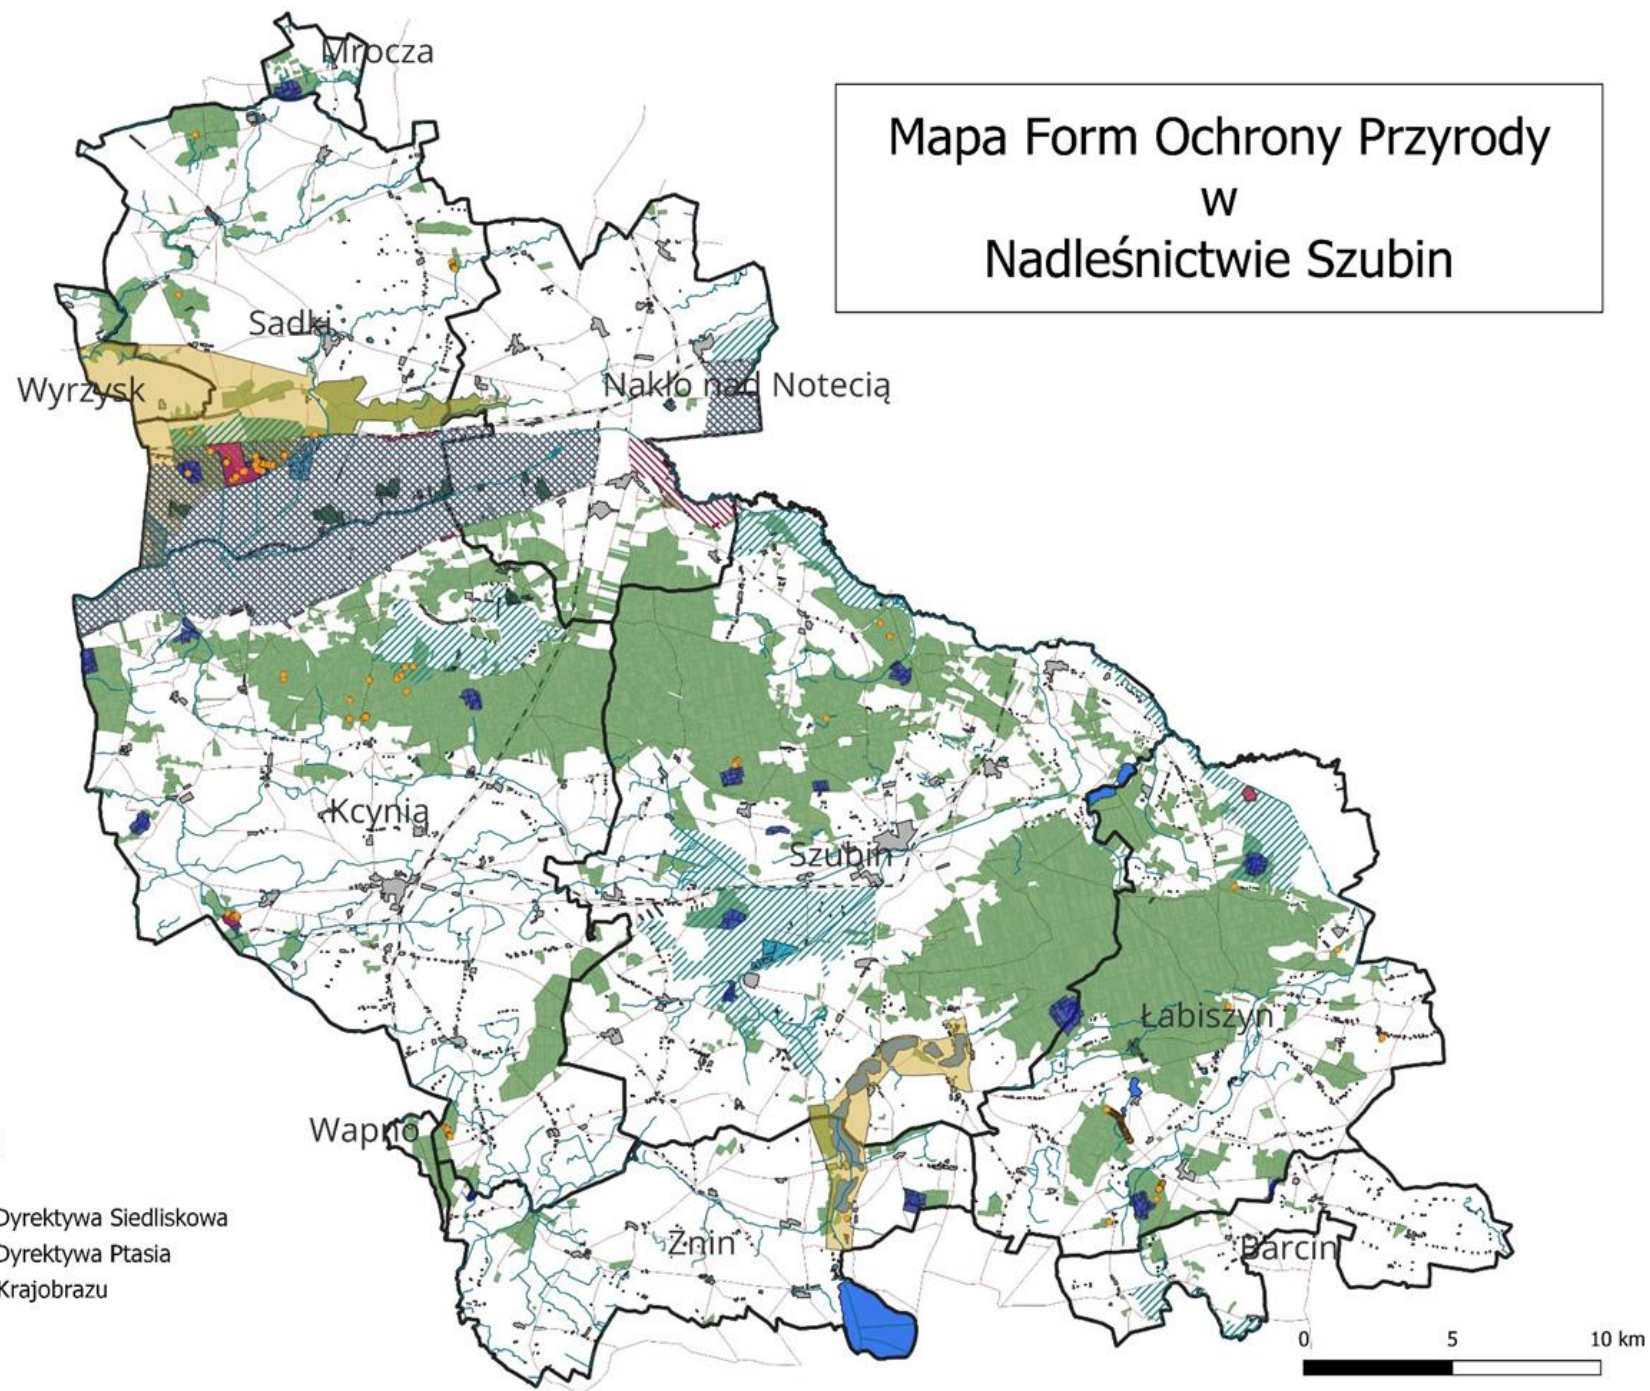 Mrocza
Mapa Form Ochrony Przyrody
w
Nadleśnictwie Szubin
Sadki
Wyrzysk
Nakło nad Notecią
Kcynia
Szubin
Łabiszyn
Wapno
Dyrektywa Siedliskowa
Dyrektywa Ptasia
Krajobrazu
Żnin
Barcin
0 5 10 km